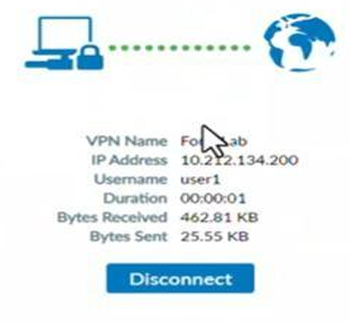 VPN Name
IP Address 10.212.134.200
Username user1
Duration 00:00:01
Bytes Received 462.81 KB
Bytes Sent 25.55 KB
Disconnect